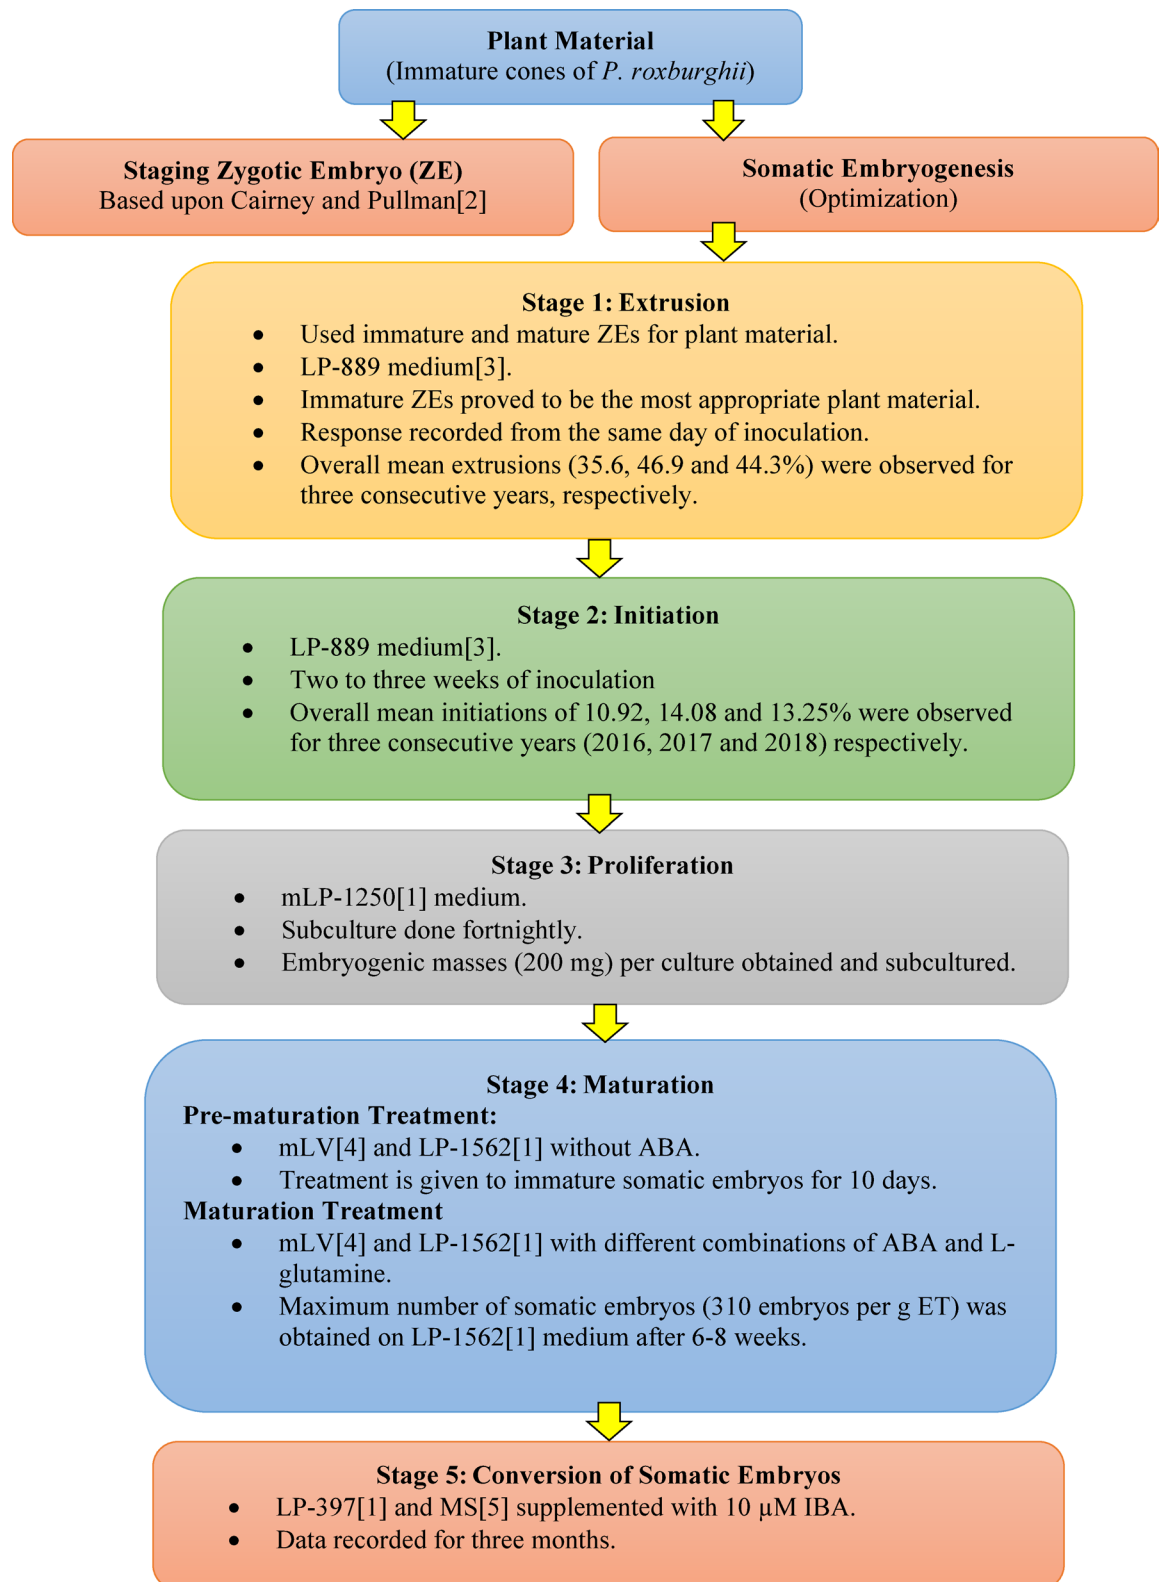 Plant Material
(Immature cones of P. roxburghii)
Staging Zygotic Embryo (ZE)
Based upon Cairney and Pullman[2]
Somatic Embryogenesis
(Optimization)
Stage 1: Extrusion
• Used immature and mature ZEs for plant material.
• LP-889 medium[3].
• Immature ZEs proved to be the most appropriate plant material.
• Response recorded from the same day of inoculation.
• Overall mean extrusions (35.6, 46.9 and 44.3%) were observed for
three consecutive years, respectively.
Stage 2: Initiation
• LP-889 medium[3].
• Two to three weeks of inoculation
• Overall mean initiations of 10.92, 14.08 and 13.25% were observed
for three consecutive years (2016, 2017 and 2018) respectively.
Stage 3: Proliferation
• mLP-1250[1] medium.
• Subculture done fortnightly.
• Embryogenic masses (200 mg) per culture obtained and subcultured.
Stage 4: Maturation
Pre-maturation Treatment:
• mLV[4] and LP-1562[1] without ABA.
• Treatment is given to immature somatic embryos for 10 days.
Maturation Treatment
• mLV[4] and LP-1562[1] with different combinations of ABA and L-
glutamine.
• Maximum number of somatic embryos (310 embryos per g ET) was
obtained on LP-1562[1] medium after 6-8 weeks.
Stage 5: Conversion of Somatic Embryos
• LP-397[1] and MS[5] supplemented with 10 µM IBA.
• Data recorded for three months.